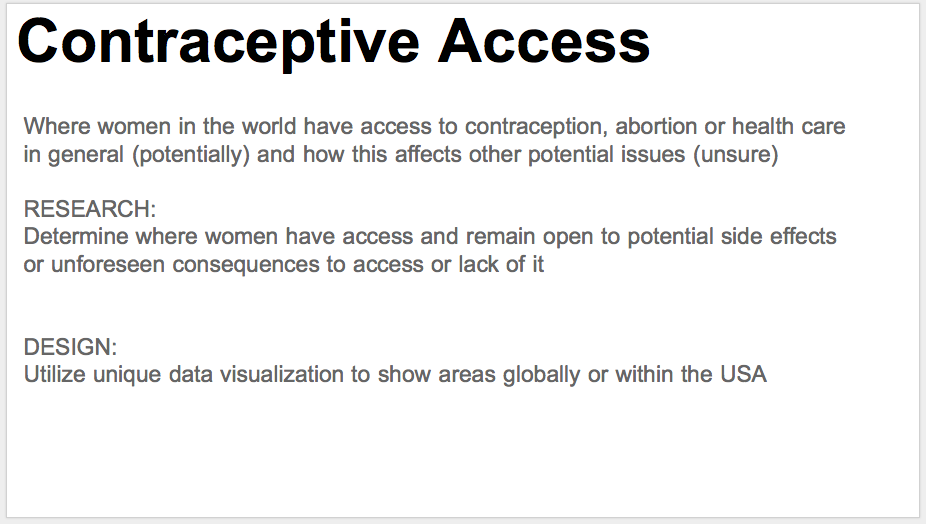 Contraceptive Access
Where women in the world have access to contraception, abortion or health care
in general (potentially) and how this affects other potential issues (unsure)
RESEARCH:
Determine where women have access and remain open to potential side effects
or unforeseen consequences to access or lack of it
DESIGN:
Utilize unique data visualization to show areas globally or within the USA